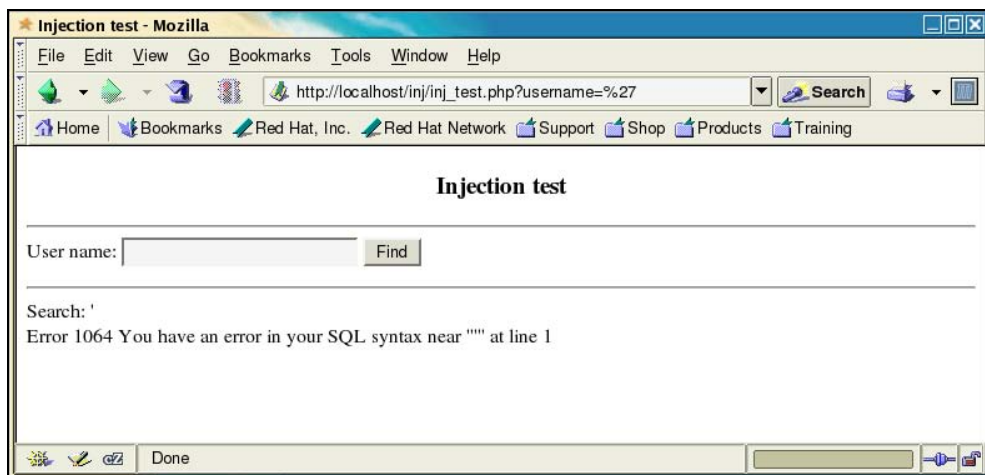 Injection test - Mozilla
File Edit View Go Bookmarks Tools Window Help
http://localhost/inj/inj_test.php?username=%27 Search
Home Bookmarks Red Hat, Inc. Red Hat Network Support Shop Products Training
Injection test
User name: Find
Search: '
Error 1064 You have an error in your SQL syntax near ''''' at line 1
Done